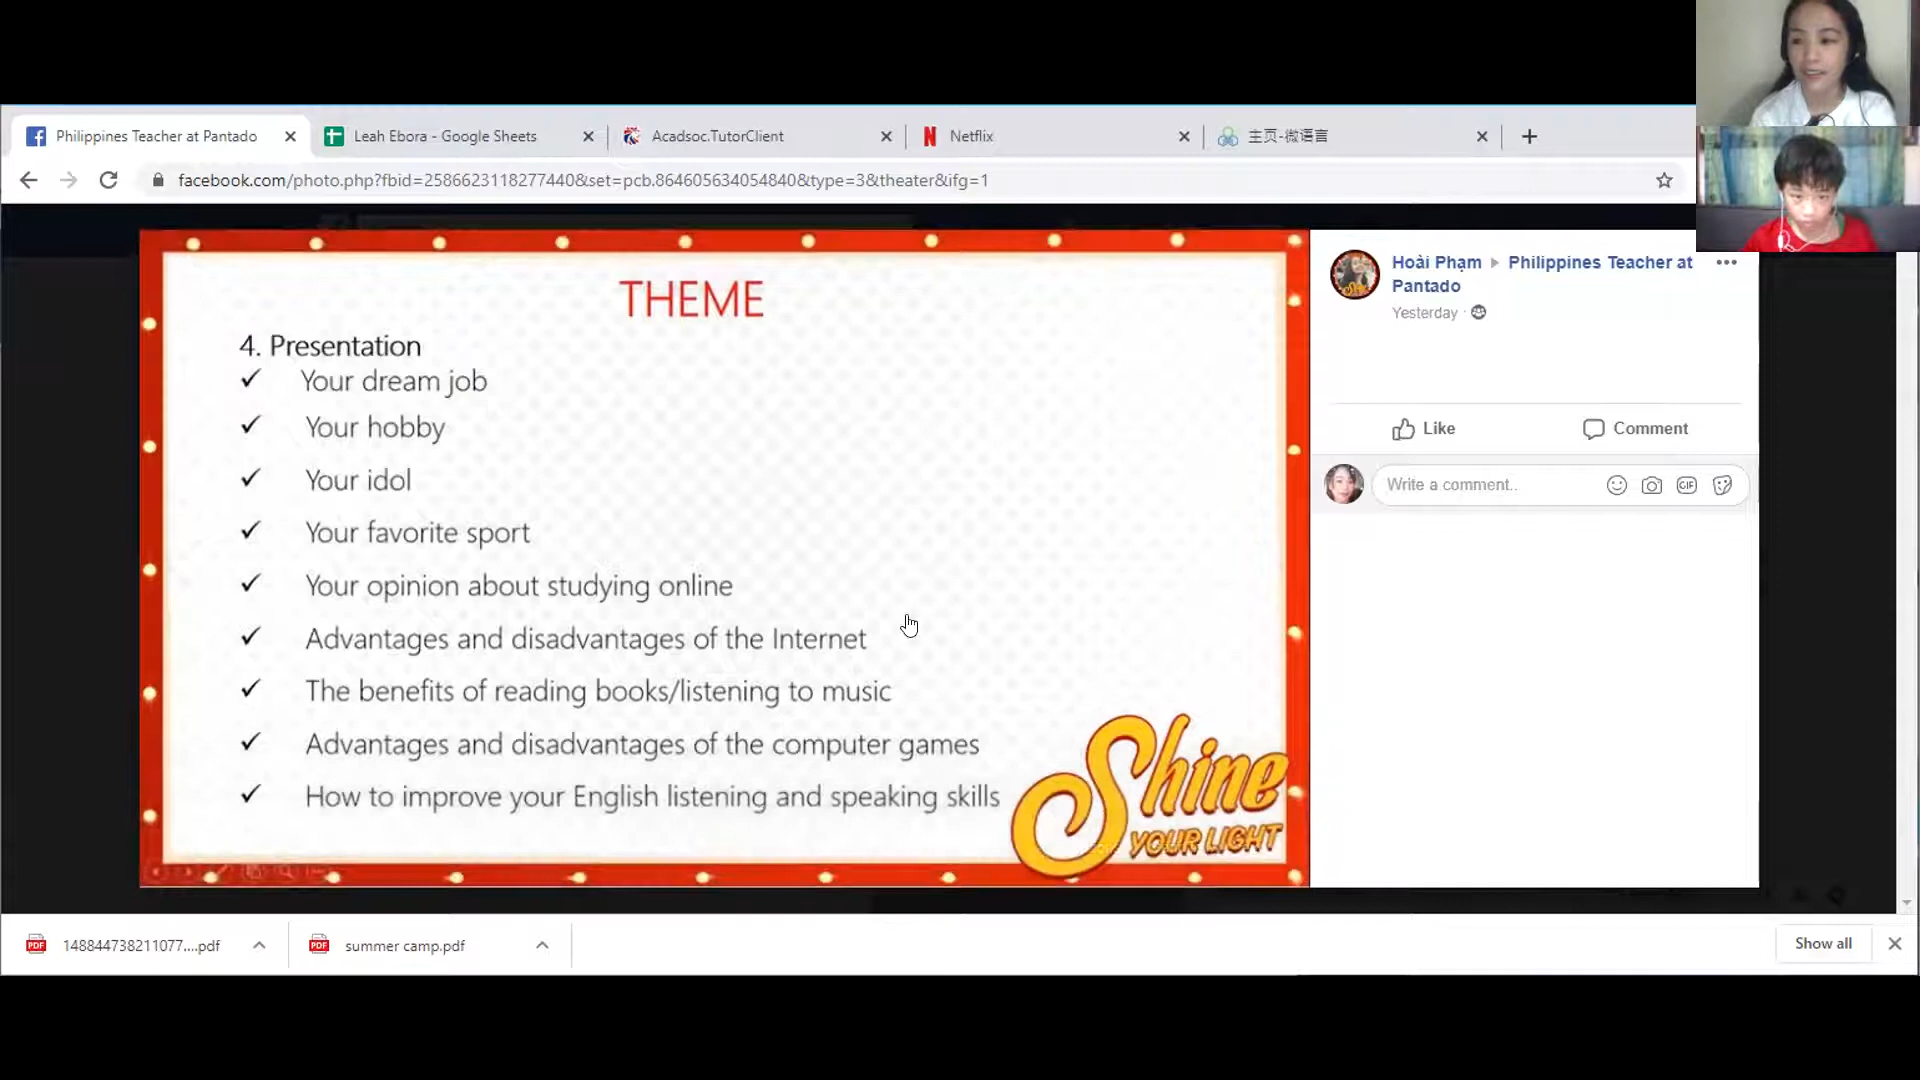 Philippines Teacher at Pantado
Leah Ebora - Google Sheets
Acadsoc.TutorClient
Netflix
主页-微语言
facebook.com/photo.php?fbid=2586623118277440&set=pcb.864605634054840&type=3&theater&ifg=1
THEME
4. Presentation
✓ Your dream job
✓ Your hobby
✓ Your idol
✓ Your favorite sport
✓ Your opinion about studying online
✓ Advantages and disadvantages of the Internet
✓ The benefits of reading books/listening to music
✓ Advantages and disadvantages of the computer games
✓ How to improve your English listening and speaking skills
Shine
YOUR LIGHT
Hoài Phạm ▸ Philippines Teacher at
Pantado
Yesterday ·
Like
Comment
Write a comment..
GIF
PDF
148844738211077....pdf
PDF
summer camp.pdf
Show all